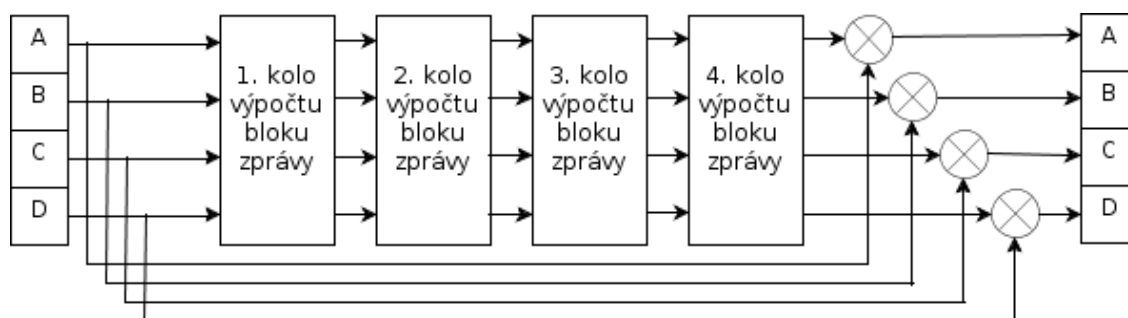 A
B
C
D
1. kolo
výpočtu
bloku
zprávy
2. kolo
výpočtu
bloku
zprávy
3. kolo
výpočtu
bloku
zprávy
4. kolo
výpočtu
bloku
zprávy
A
B
C
D